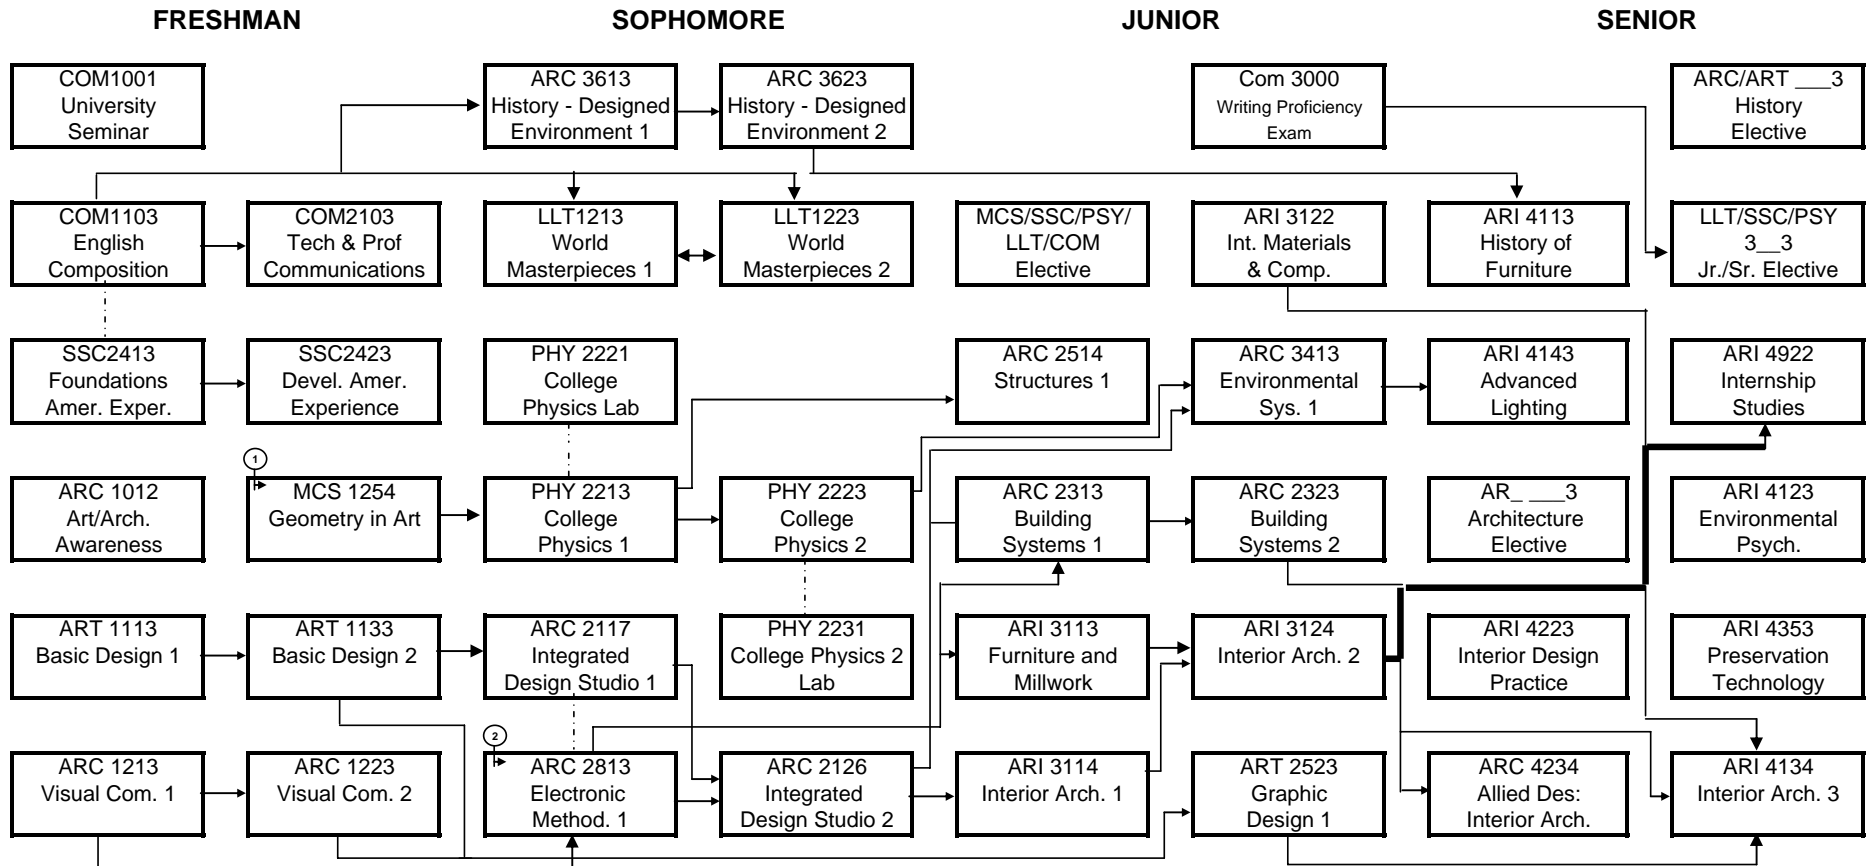 FRESHMAN
SOPHOMORE
JUNIOR
SENIOR
COM1001
University
Seminar
ARC 3613
History - Designed
Environment 1
ARC 3623
History - Designed
Environment 2
Com 3000
Writing Proficiency
Exam
ARC/ART ___3
History
Elective
COM1103
English
Composition
COM2103
Tech & Prof
Communications
LLT1213
World
Masterpieces 1
LLT1223
World
Masterpieces 2
MCS/SSC/PSY/
LLT/COM
Elective
ARI 3122
Int. Materials
& Comp.
ARI 4113
History of
Furniture
LLT/SSC/PSY
3__3
Jr./Sr. Elective
SSC2413
Foundations
Amer. Exper.
SSC2423
Devel. Amer.
Experience
PHY 2221
College
Physics Lab
ARC 2514
Structures 1
ARC 3413
Environmental
Sys. 1
ARI 4143
Advanced
Lighting
ARI 4922
Internship
Studies
ARC 1012
Art/Arch.
Awareness
1
MCS 1254
Geometry in Art
PHY 2213
College
Physics 1
PHY 2223
College
Physics 2
ARC 2313
Building
Systems 1
ARC 2323
Building
Systems 2
AR_ ___3
Architecture
Elective
ARI 4123
Environmental
Psych.
ART 1113
Basic Design 1
ART 1133
Basic Design 2
ARC 2117
Integrated
Design Studio 1
PHY 2231
College Physics 2
Lab
ARI 3113
Furniture and
Millwork
ARI 3124
Interior Arch. 2
ARI 4223
Interior Design
Practice
ARI 4353
Preservation
Technology
ARC 1213
Visual Com. 1
ARC 1223
Visual Com. 2
2
ARC 2813
Electronic
Method. 1
ARC 2126
Integrated
Design Studio 2
ARI 3114
Interior Arch. 1
ART 2523
Graphic
Design 1
ARC 4234
Allied Des:
Interior Arch.
ARI 4134
Interior Arch. 3